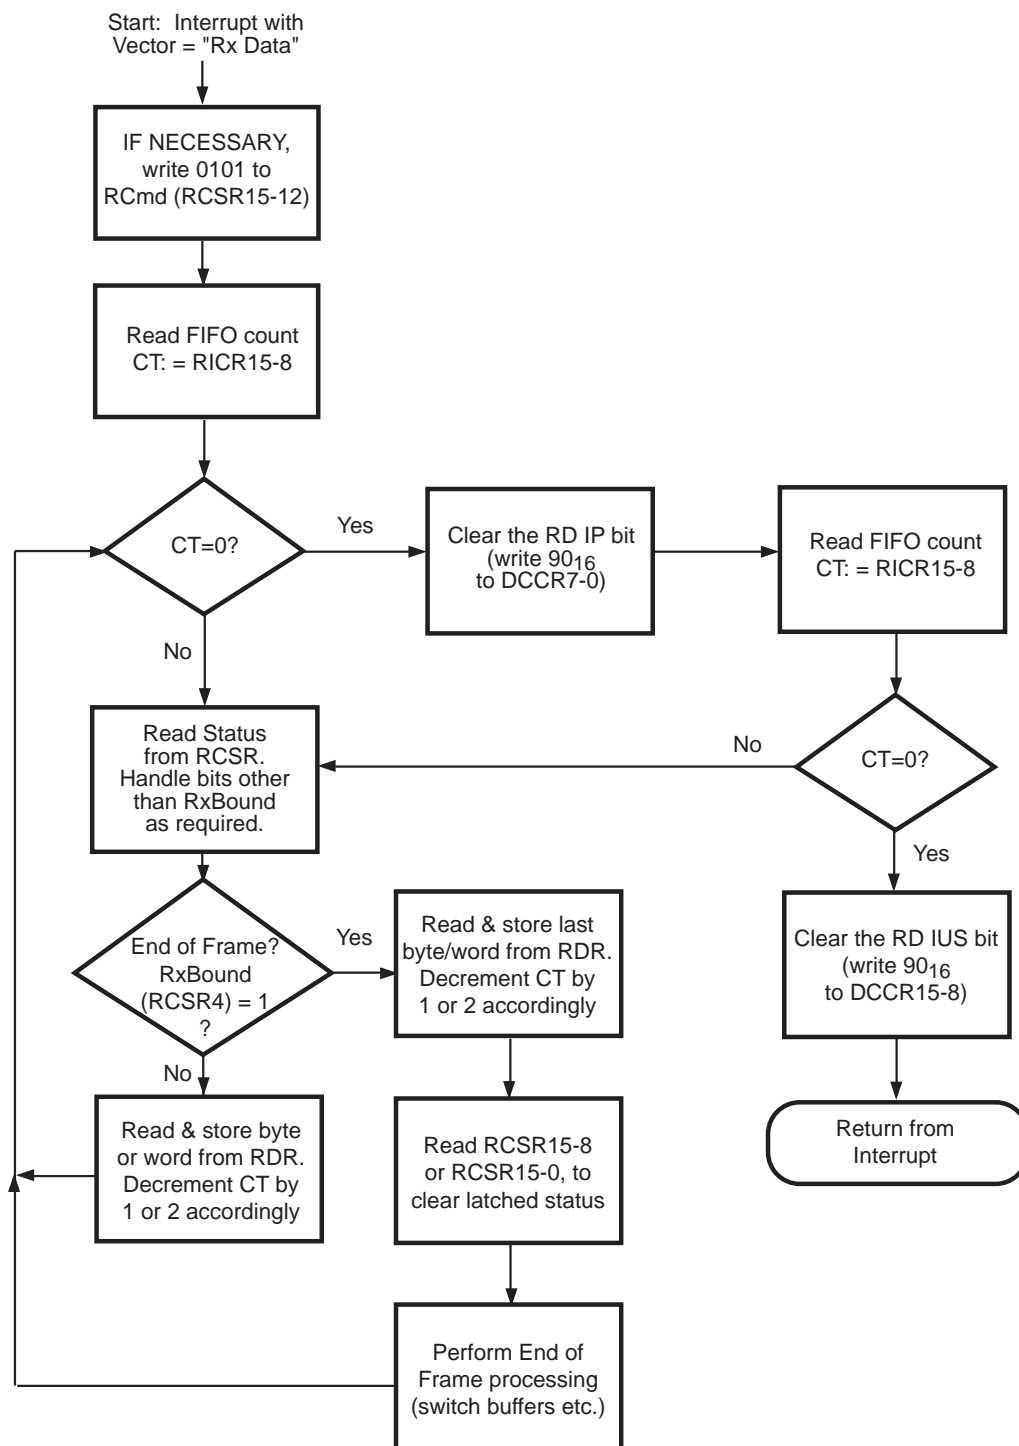 Start:  Interrupt with
Vector = "Rx Data"
IF NECESSARY,
write 0101 to
RCmd (RCSR15-12)
Read FIFO count
CT: = RICR15-8
CT=0?
Yes
Clear the RD IP bit
(write 90₁₆
to DCCR7-0)
Read FIFO count
CT: = RICR15-8
No
Read Status
from RCSR.
Handle bits other
than RxBound
as required.
No
CT=0?
Yes
End of Frame?
RxBound
(RCSR4) = 1
?
Yes
Read & store last
byte/word from RDR.
Decrement CT by
1 or 2 accordingly
Clear the RD IUS bit
(write 90₁₆
to DCCR15-8)
No
Read & store byte
or word from RDR.
Decrement CT by
1 or 2 accordingly
Read RCSR15-8
or RCSR15-0, to
clear latched status
Return from
Interrupt
Perform End of
Frame processing
(switch buffers etc.)